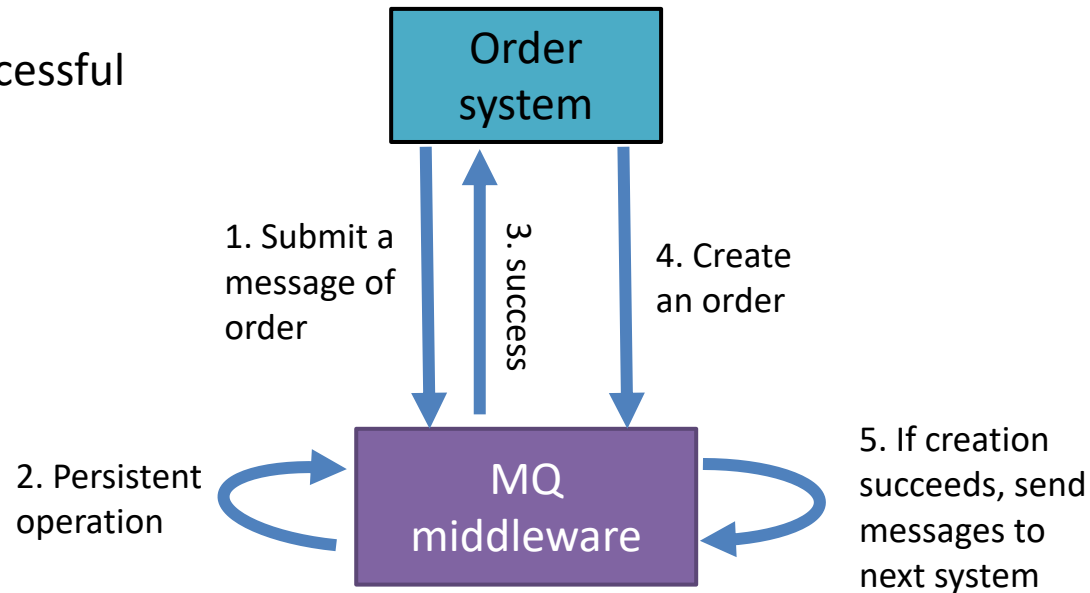 cessful
Order
system
1. Submit a
message of
order
3. success
4. Create
an order
2. Persistent
operation
MQ
middleware
5. If creation
succeeds, send
messages to
next system